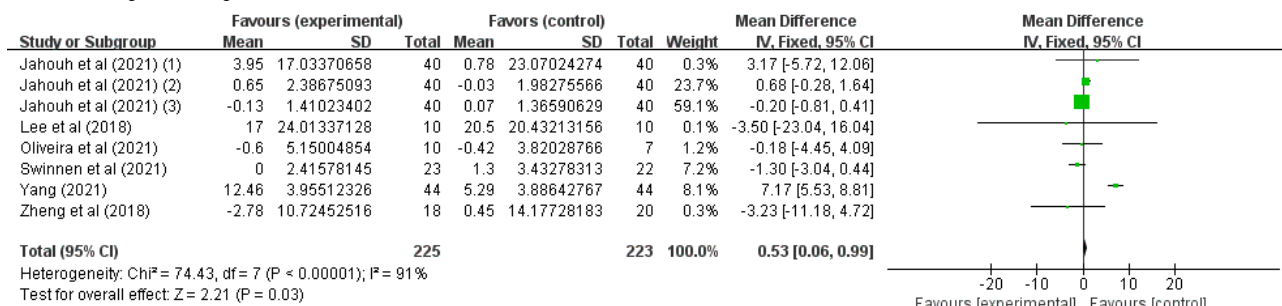 Favours (experimental) Favors (control) Mean Difference Mean Difference
Study or Subgroup Mean SD Total Mean SD Total Weight IV, Fixed, 95% CI IV, Fixed, 95% CI
Jahouh et al (2021) (1) 3.95 17.03370658 40 0.78 23.07024274 40 0.3% 3.17 [-5.72, 12.06]
Jahouh et al (2021) (2) 0.65 2.38675093 40 -0.03 1.98275566 40 23.7% 0.68 [-0.28, 1.64]
Jahouh et al (2021) (3) -0.13 1.41023402 40 0.07 1.36590629 40 59.1% -0.20 [-0.81, 0.41]
Lee et al (2018) 17 24.01337128 10 20.5 20.43213156 10 0.1% -3.50 [-23.04, 16.04]
Oliveira et al (2021) -0.6 5.15004854 10 -0.42 3.82028766 7 1.2% -0.18 [-4.45, 4.09]
Swinnen et al (2021) 0 2.41578145 23 1.3 3.43278313 22 7.2% -1.30 [-3.04, 0.44]
Yang (2021) 12.46 3.95512326 44 5.29 3.88642767 44 8.1% 7.17 [5.53, 8.81]
Zheng et al (2018) -2.78 10.72452516 18 0.45 14.17728183 20 0.3% -3.23 [-11.18, 4.72]
Total (95% CI) 225 223 100.0% 0.53 [0.06, 0.99]
Heterogeneity: Chi² = 74.43, df = 7 (P < 0.00001); I² = 91%
Test for overall effect: Z = 2.21 (P = 0.03)
-20 -10 0 10 20
Favours [experimental] Favours [control]